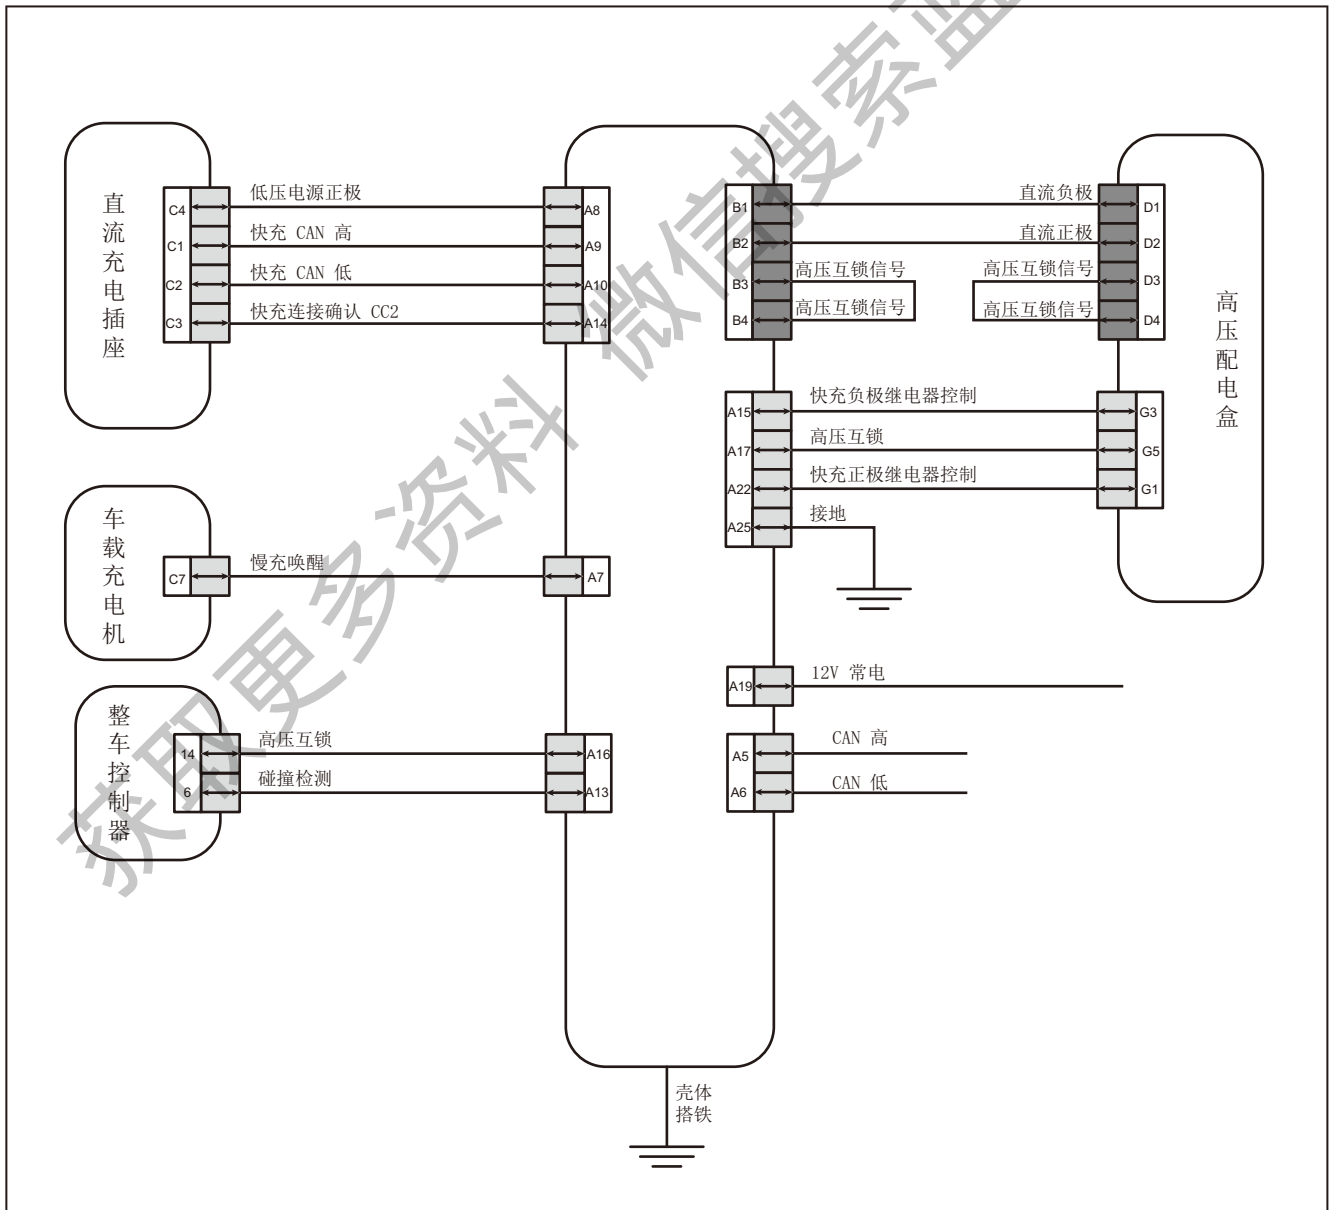 直流充电插座
C4
低压电源正极
A8
C1
快充 CAN 高
A9
C2
快充 CAN 低
A10
C3
快充连接确认 CC2
A14
车载充电机
C7
慢充唤醒
A7
整车控制器
14
高压互锁
A16
6
碰撞检测
A13
B1
直流负极
D1
B2
直流正极
D2
B3
高压互锁信号
高压互锁信号
D3
B4
高压互锁信号
高压互锁信号
D4
高压配电盒
A15
快充负极继电器控制
G3
A17
高压互锁
G5
A22
快充正极继电器控制
G1
A25
接地
A19
12V 常电
A5
CAN 高
A6
CAN 低
壳体
搭铁
获取更多资料 微信搜索蓝